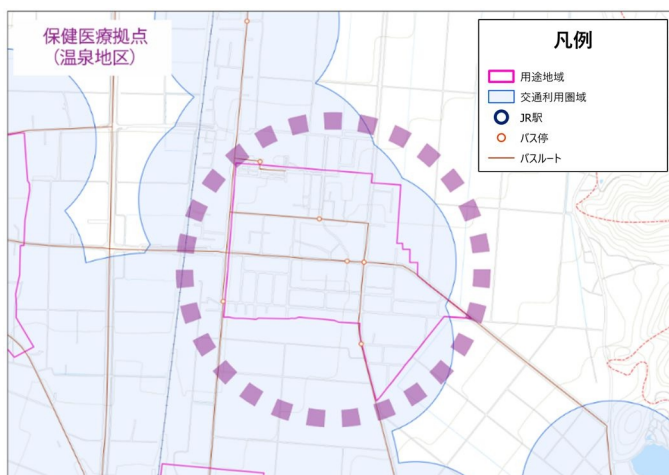 保健医療拠点
（温泉地区）
凡例
用途地域
交通利用圏域
JR駅
バス停
バスルート